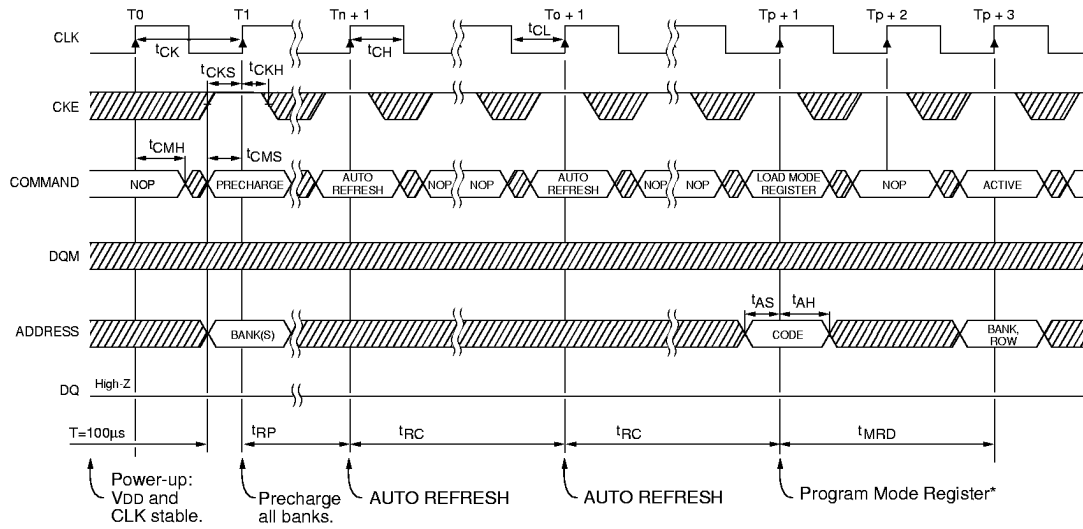 T0 T1 Tn + 1 To + 1 Tp + 1 Tp + 2 Tp + 3
CLK
tCK tCH tCL
tCKS tCKH
CKE
tCMH tCMS
COMMAND NOP PRECHARGE AUTO REFRESH NOP NOP AUTO REFRESH NOP NOP LOAD MODE REGISTER NOP ACTIVE
DQM
tAS tAH
ADDRESS BANK(S) CODE BANK, ROW
DQ High-Z
T=100µs tRP tRC tRC tMRD
Power-up:
VDD and
CLK stable.
Precharge
all banks.
AUTO REFRESH
AUTO REFRESH
Program Mode Register*